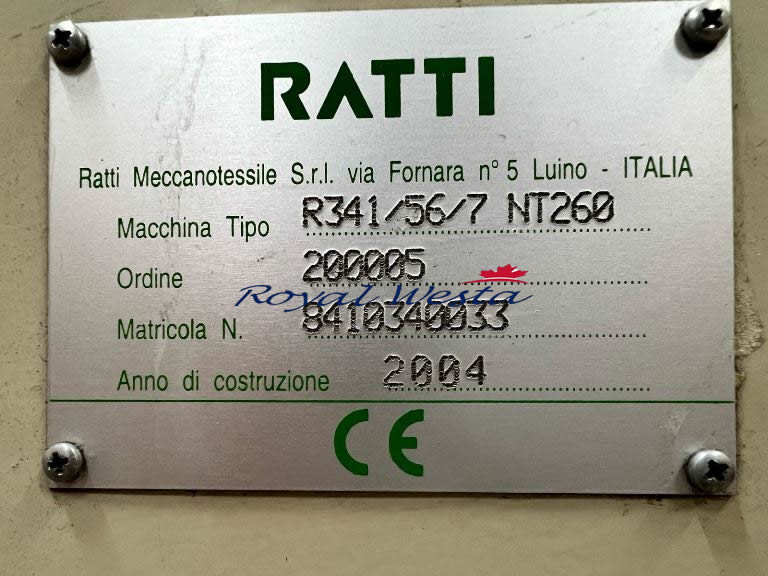 RATTI
Ratti Meccanotessile S.r.l. via Fornara n° 5 Luino - ITALIA
Macchina Tipo R341/56/7 NT260
Ordine 200005
Royal Westa
Matricola N. 8410340033
Anno di costruzione 2004
CE